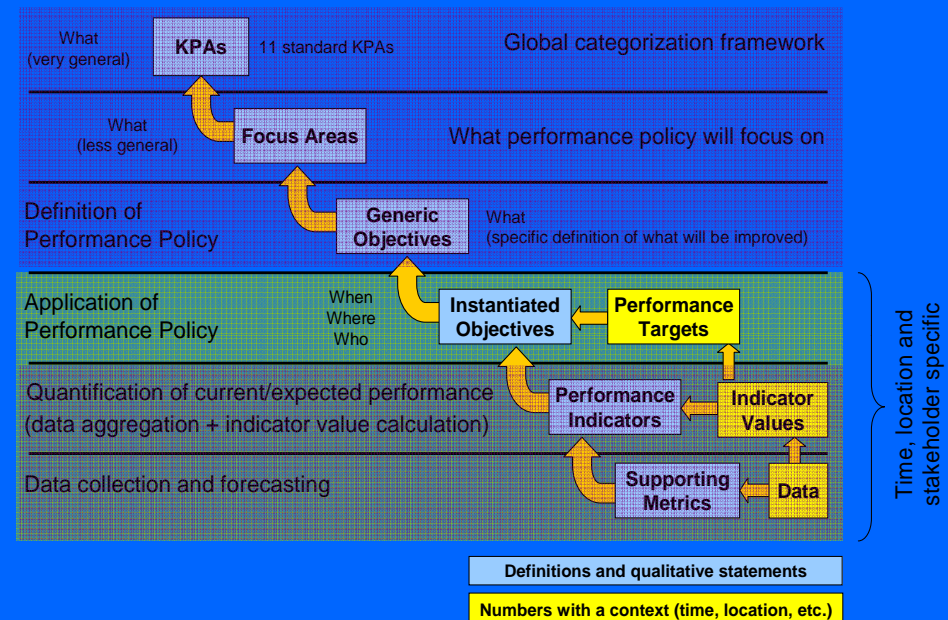 What
(very general)
KPAs
11 standard KPAs
Global categorization framework
What
(less general)
Focus Areas
What performance policy will focus on
Definition of
Performance Policy
Generic
Objectives
What
(specific definition of what will be improved)
Application of
Performance Policy
When
Where
Who
Instantiated
Objectives
Performance
Targets
Quantification of current/expected performance
(data aggregation + indicator value calculation)
Performance
Indicators
Indicator
Values
Data collection and forecasting
Supporting
Metrics
Data
Time, location and
stakeholder specific
Definitions and qualitative statements
Numbers with a context (time, location, etc.)